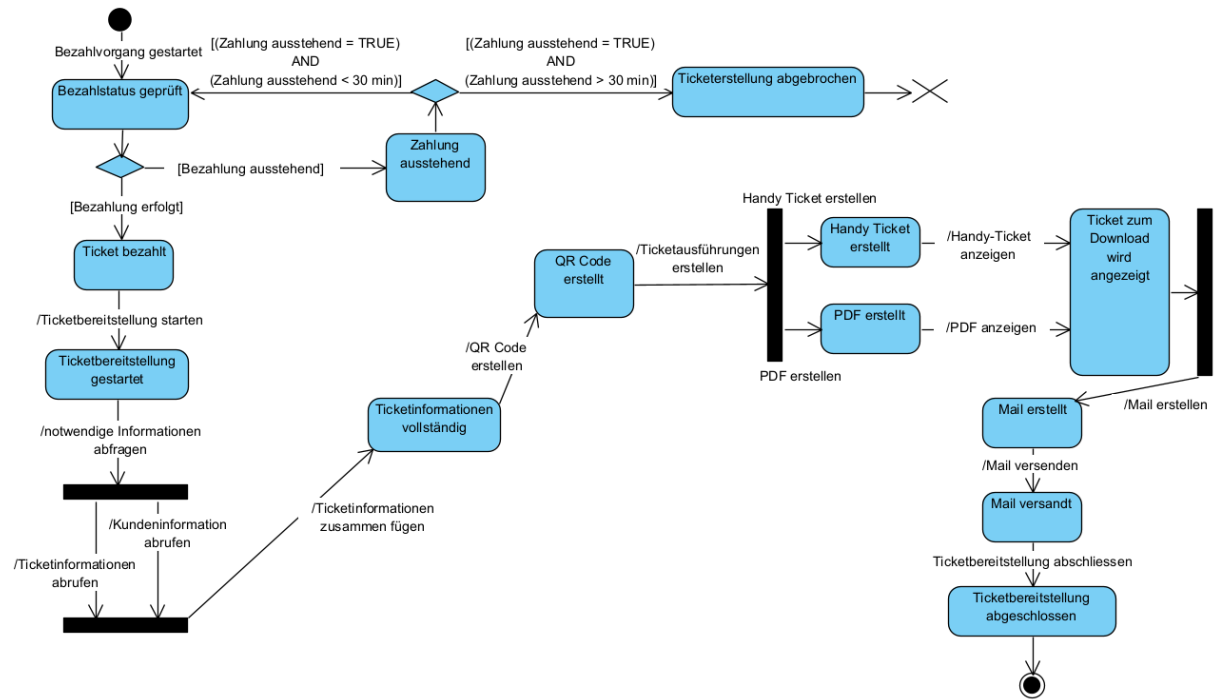 Bezahlvorgang gestartet
[(Zahlung ausstehend = TRUE)
AND
(Zahlung ausstehend < 30 min)]
[(Zahlung ausstehend = TRUE)
AND
(Zahlung ausstehend > 30 min)]
Ticketerstellung abgebrochen
Bezahlstatus geprüft
Zahlung
ausstehend
[Bezahlung ausstehend]
[Bezahlung erfolgt]
Ticket bezahlt
/Ticketbereitstellung starten
Ticketbereitstellung
gestartet
/notwendige Informationen
abfragen
/Kundeninformation
abrufen
/Ticketinformationen
abrufen
/Ticketinformationen
zusammen fügen
Ticketinformationen
vollständig
/QR Code
erstellen
QR Code
erstellt
/Ticketausführungen
erstellen
Handy Ticket erstellen
Handy Ticket
erstellt
/Handy-Ticket
anzeigen
PDF erstellt
/PDF anzeigen
PDF erstellen
Ticket zum
Download
wird
angezeigt
/Mail erstellen
Mail erstellt
/Mail versenden
Mail versandt
Ticketbereitstellung abschliessen
Ticketbereitstellung
abgeschlossen